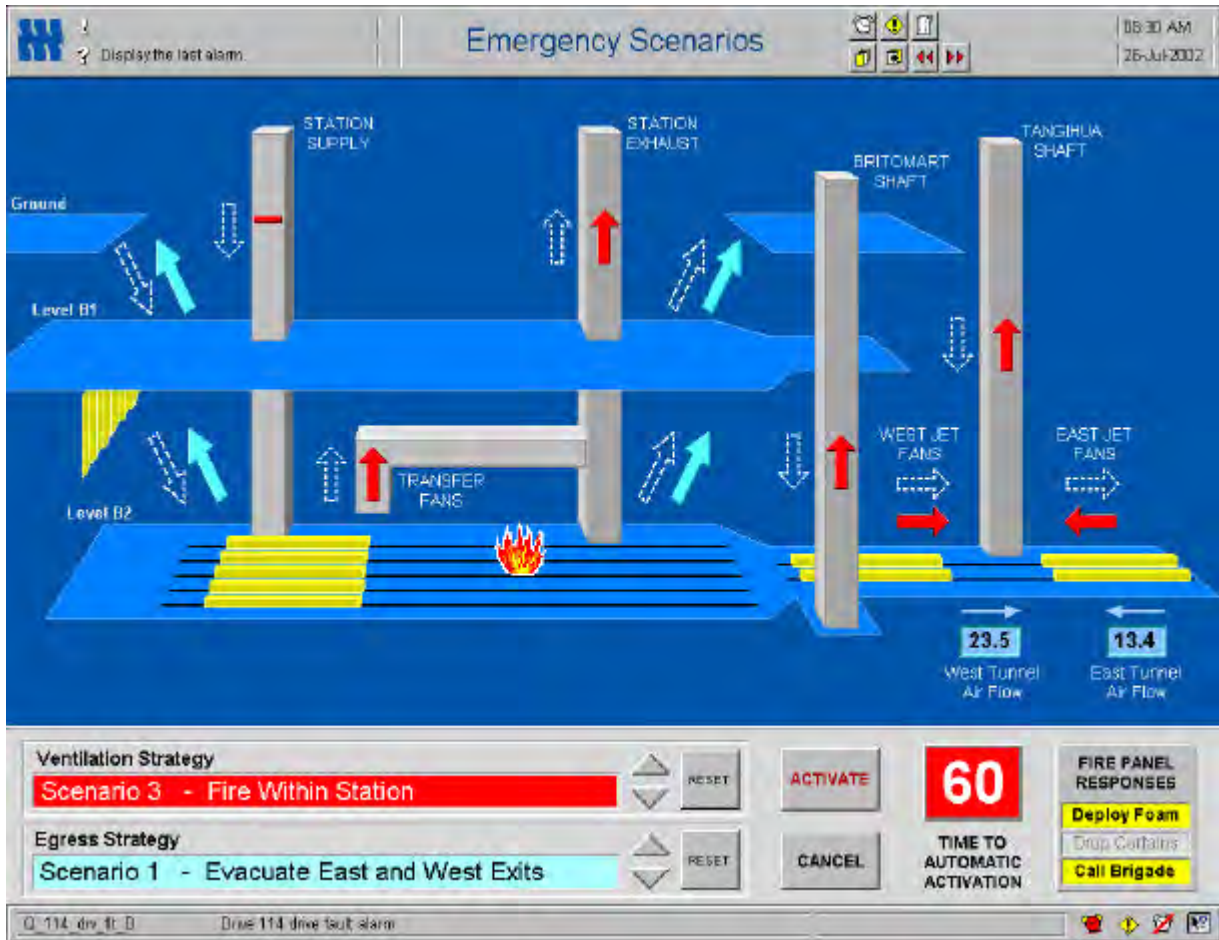 ?
? Display the last alarm.
Emergency Scenarios
08:30 AM
26-Jul-2002
STATION
SUPPLY
STATION
EXHAUST
TANGIHUA
SHAFT
BRITOMART
SHAFT
Ground
Level B1
WEST JET
FANS
EAST JET
FANS
TRANSFER
FANS
Level B2
23.5
13.4
West Tunnel
Air Flow
East Tunnel
Air Flow
Ventilation Strategy
Scenario 3 - Fire Within Station
RESET
ACTIVATE
60
FIRE PANEL
RESPONSES
Deploy Foam
Drop Curtains
Call Brigade
Egress Strategy
Scenario 1 - Evacuate East and West Exits
RESET
CANCEL
TIME TO
AUTOMATIC
ACTIVATION
Q_114_drv_flt_D Drive 114 drive fault alarm